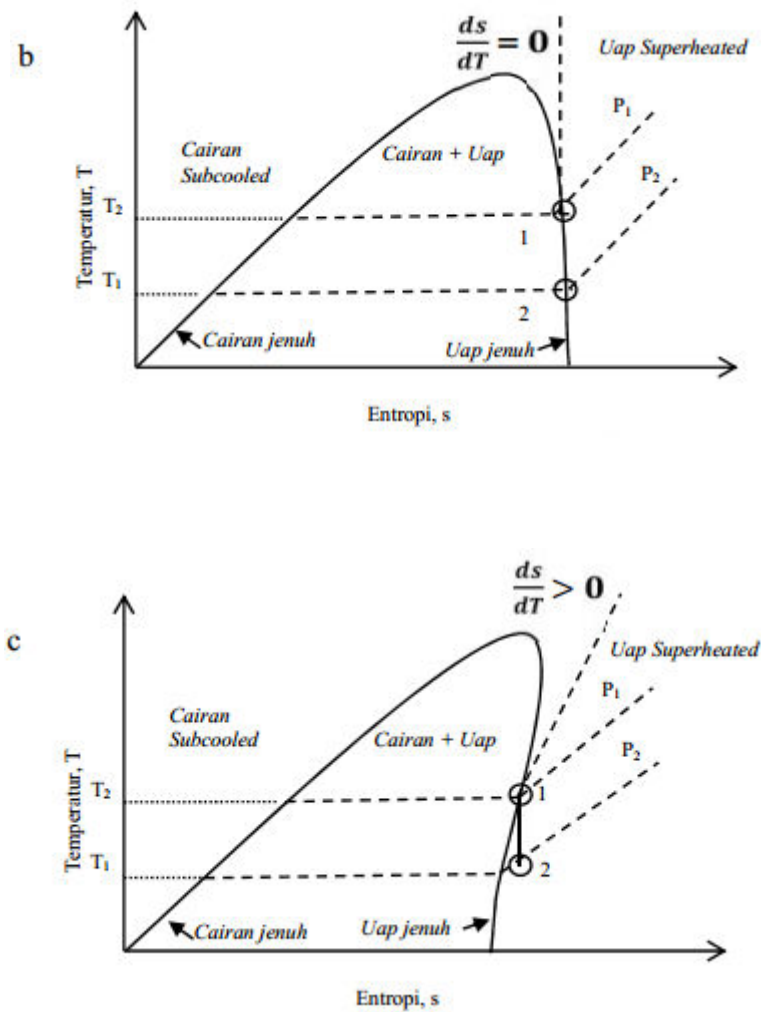 b
ds/dT = 0
Uap Superheated
P₁
Cairan
Subcooled
Cairan + Uap
P₂
Temperatur, T
T₂
1
T₁
2
Cairan jenuh
Uap jenuh
Entropi, s
c
ds/dT > 0
Uap Superheated
P₁
Cairan
Subcooled
Cairan + Uap
P₂
Temperatur, T
T₂
1
T₁
2
Cairan jenuh
Uap jenuh
Entropi, s